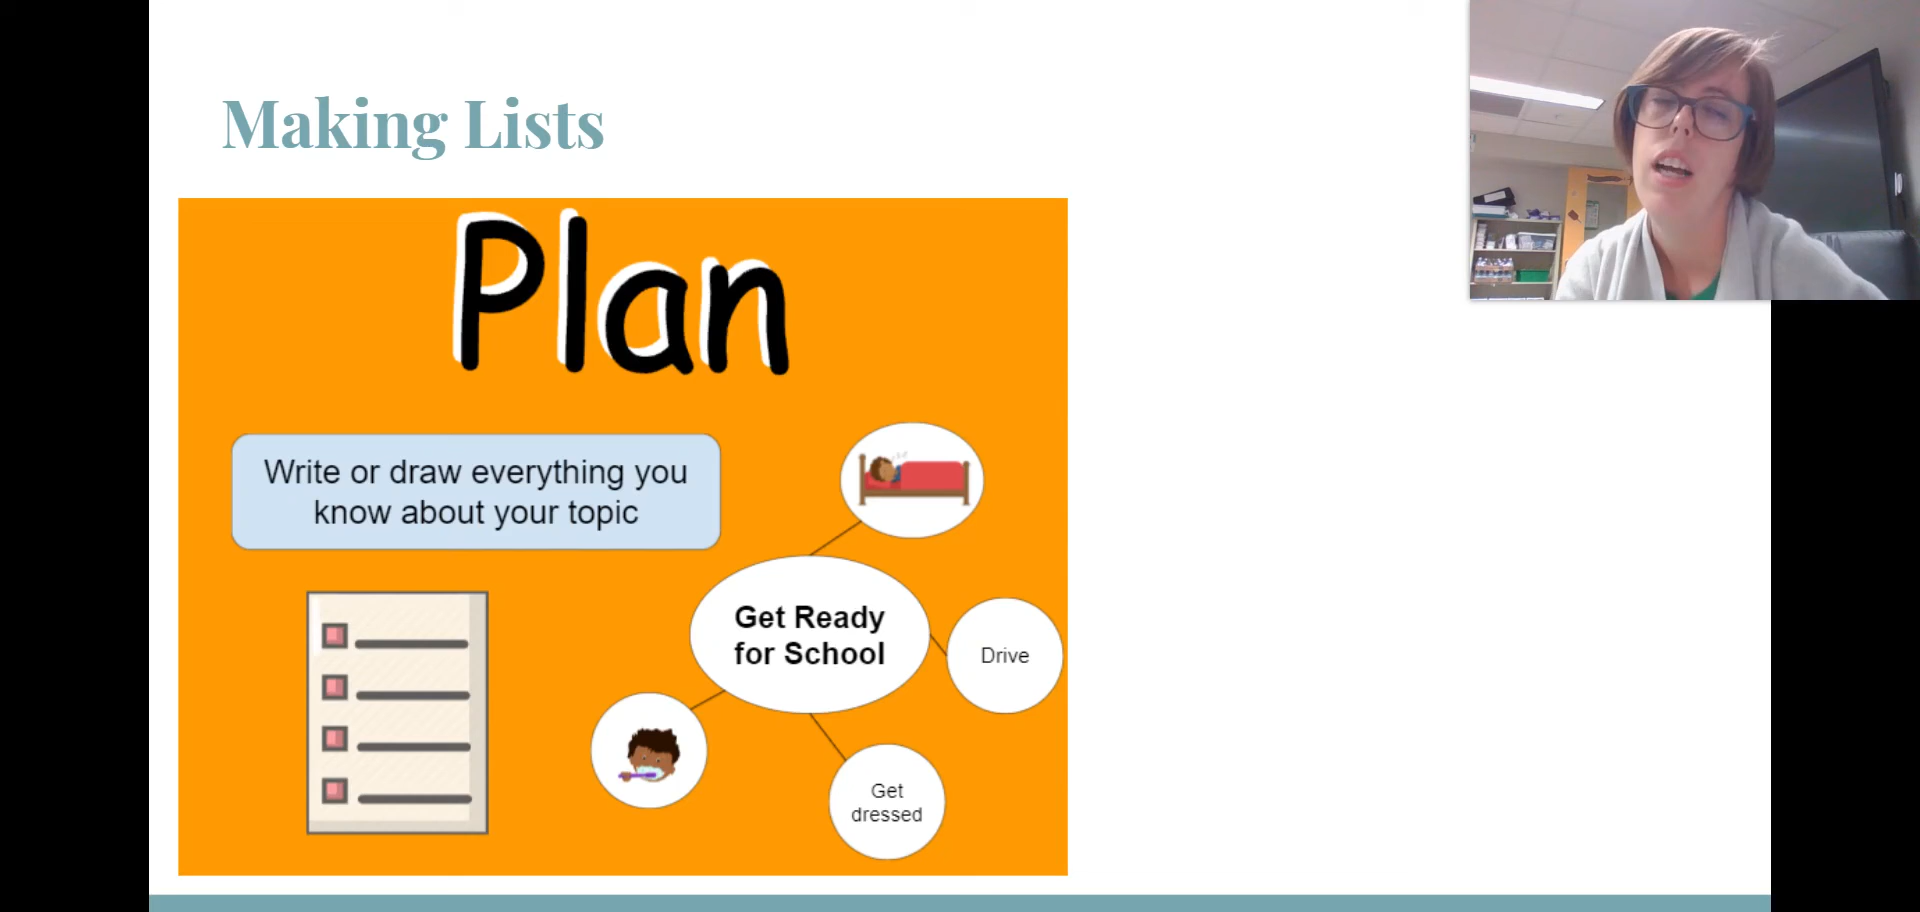 Making Lists
Plan
Write or draw everything you
know about your topic
Get Ready
for School
Drive
Get
dressed